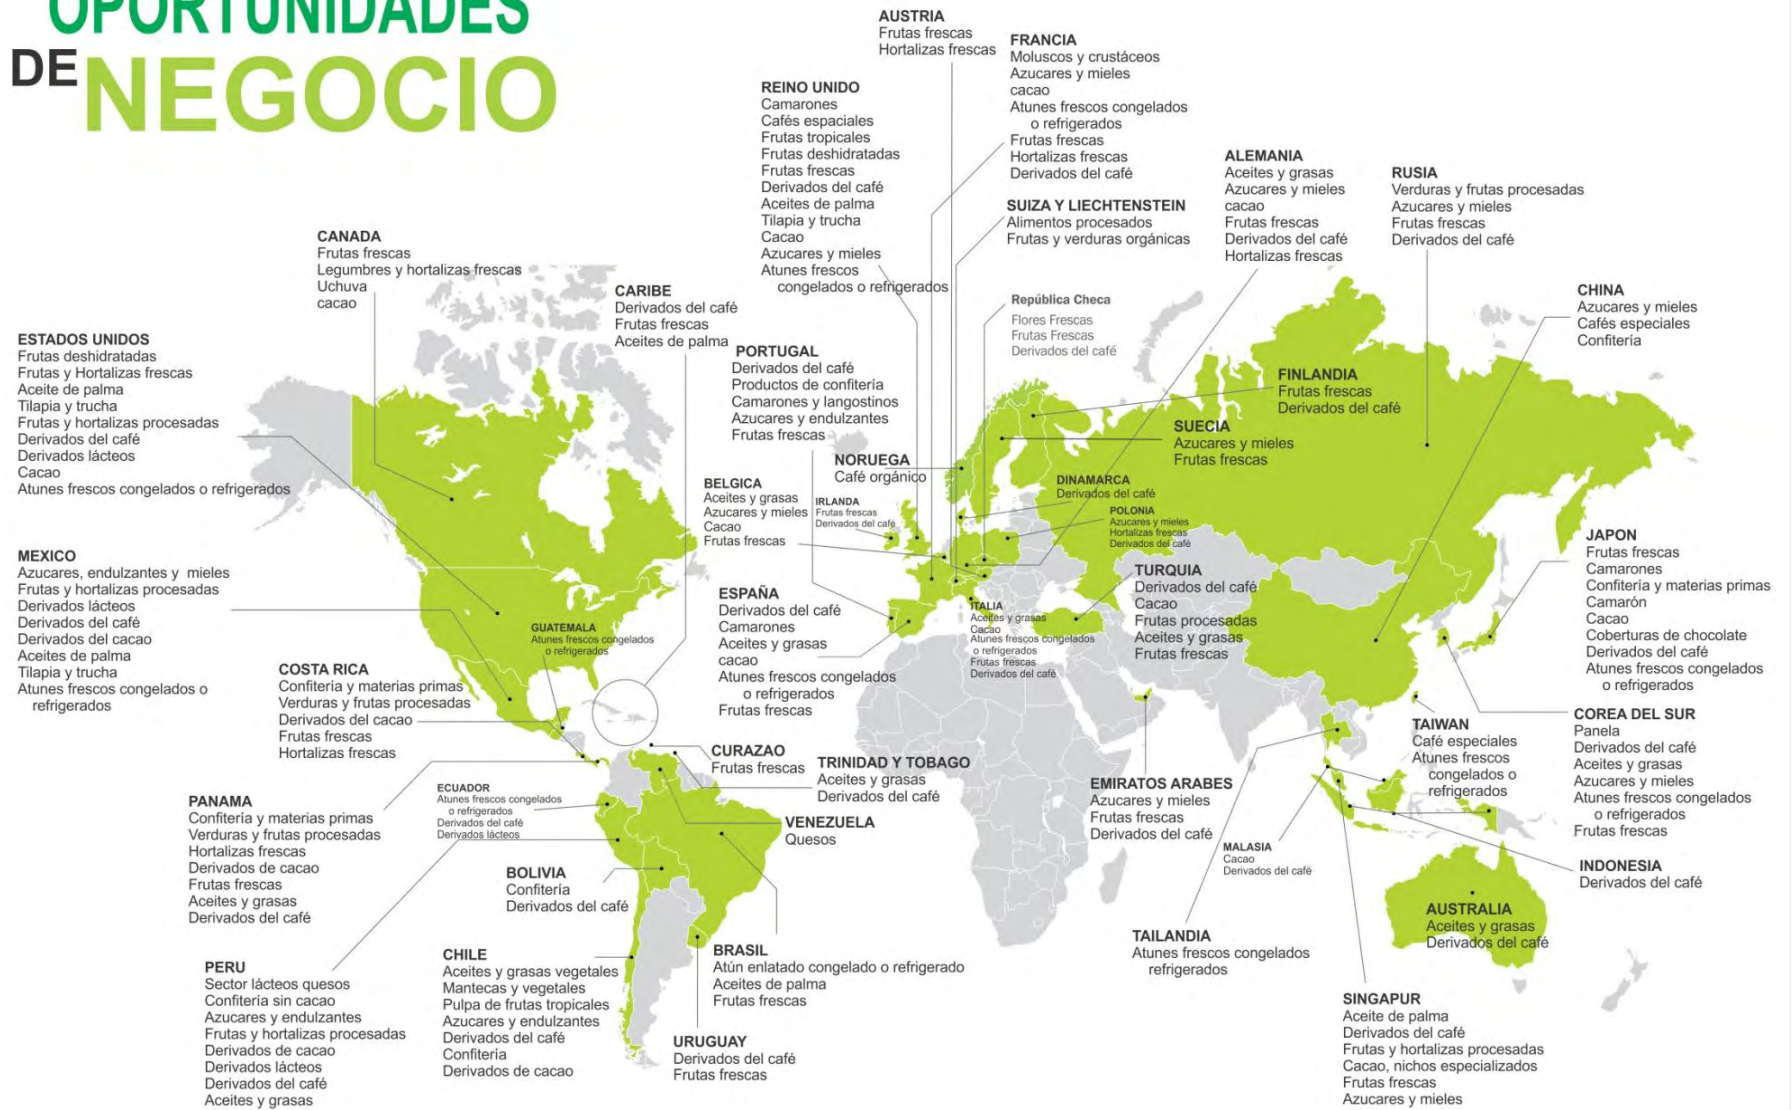 OPORTUNIDADES
DE NEGOCIO
AUSTRIA
Frutas frescas
Hortalizas frescas
FRANCIA
Moluscos y crustáceos
Azucares y mieles
cacao
Atunes frescos congelados
o refrigerados
Frutas frescas
Hortalizas frescas
Derivados del café
REINO UNIDO
Camarones
Cafés espaciales
Frutas tropicales
Frutas deshidratadas
Frutas frescas
Derivados del café
Aceites de palma
Tilapia y trucha
Cacao
Azucares y mieles
Atunes frescos
congelados o refrigerados
ALEMANIA
Aceites y grasas
Azucares y mieles
cacao
Frutas frescas
Derivados del café
Hortalizas frescas
RUSIA
Verduras y frutas procesadas
Azucares y mieles
Frutas frescas
Derivados del café
SUIZA Y LIECHTENSTEIN
Alimentos procesados
Frutas y verduras orgánicas
CANADA
Frutas frescas
Legumbres y hortalizas frescas
Uchuva
cacao
CARIBE
Derivados del café
Frutas frescas
Aceites de palma
República Checa
Flores Frescas
Frutas Frescas
Derivados del café
CHINA
Azucares y mieles
Cafés especiales
Confitería
ESTADOS UNIDOS
Frutas deshidratadas
Frutas y Hortalizas frescas
Aceite de palma
Tilapia y trucha
Frutas y hortalizas procesadas
Derivados del café
Derivados lácteos
Cacao
Atunes frescos congelados o refrigerados
PORTUGAL
Derivados del café
Productos de confitería
Camarones y langostinos
Azucares y endulzantes
Frutas frescas
FINLANDIA
Frutas frescas
Derivados del café
SUECIA
Azucares y mieles
Frutas frescas
NORUEGA
Café orgánico
BELGICA
Aceites y grasas
Azucares y mieles
Cacao
Frutas frescas
IRLANDA
Frutas frescas
Derivados del café
DINAMARCA
Derivados del café
POLONIA
Azucares y mieles
Hortalizas frescas
Derivados del café
JAPON
Frutas frescas
Camarones
Confitería y materias primas
Camarón
Cacao
Coberturas de chocolate
Derivados del café
Atunes frescos congelados
o refrigerados
MEXICO
Azucares, endulzantes y mieles
Frutas y hortalizas procesadas
Derivados lácteos
Derivados del café
Derivados del cacao
Aceites de palma
Tilapia y trucha
Atunes frescos congelados o
refrigerados
TURQUIA
Derivados del café
Cacao
Frutas procesadas
Aceites y grasas
Frutas frescas
ESPAÑA
Derivados del café
Camarones
Aceites y grasas
cacao
Atunes frescos congelados
o refrigerados
Frutas frescas
ITALIA
Aceites y grasas
Cacao
Atunes frescos congelados
o refrigerados
Frutas frescas
Derivados del café
GUATEMALA
Atunes frescos congelados
o refrigerados
COSTA RICA
Confitería y materias primas
Verduras y frutas procesadas
Derivados del cacao
Frutas frescas
Hortalizas frescas
COREA DEL SUR
Panela
Derivados del café
Aceites y grasas
Azucares y mieles
Atunes frescos congelados
o refrigerados
Frutas frescas
TAIWAN
Café especiales
Atunes frescos
congelados o
refrigerados
CURAZAO
Frutas frescas
TRINIDAD Y TOBAGO
Aceites y grasas
Derivados del café
EMIRATOS ARABES
Azucares y mieles
Frutas frescas
Derivados del café
ECUADOR
Atunes frescos congelados
o refrigerados
Derivados del café
Derivados lácteos
PANAMA
Confitería y materias primas
Verduras y frutas procesadas
Hortalizas frescas
Derivados de cacao
Frutas frescas
Aceites y grasas
Derivados del café
VENEZUELA
Quesos
MALASIA
Cacao
Derivados del café
INDONESIA
Derivados del café
BOLIVIA
Confitería
Derivados del café
AUSTRALIA
Aceites y grasas
Derivados del café
TAILANDIA
Atunes frescos congelados
refrigerados
BRASIL
Atún enlatado congelado o refrigerado
Aceites de palma
Frutas frescas
CHILE
Aceites y grasas vegetales
Mantecas y vegetales
Pulpa de frutas tropicales
Azucares y endulzantes
Derivados del café
Confitería
Derivados de cacao
PERU
Sector lácteos quesos
Confitería sin cacao
Azucares y endulzantes
Frutas y hortalizas procesadas
Derivados de cacao
Derivados lácteos
Derivados del café
Aceites y grasas
SINGAPUR
Aceite de palma
Derivados del café
Frutas y hortalizas procesadas
Cacao, nichos especializados
Frutas frescas
Azucares y mieles
URUGUAY
Derivados del café
Frutas frescas